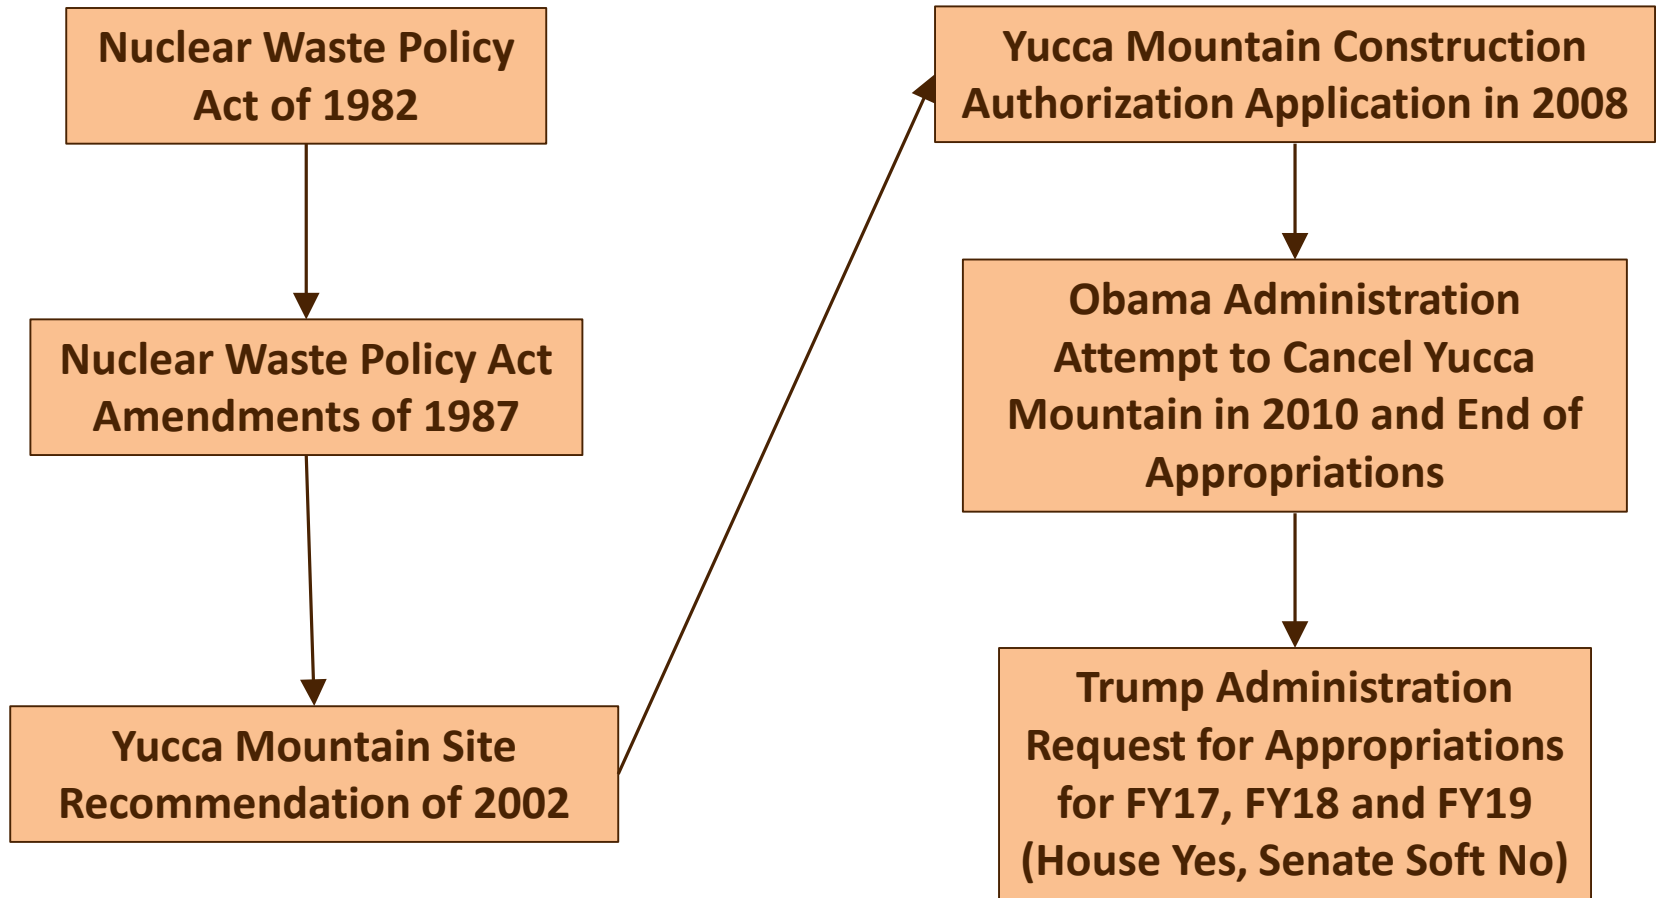 Nuclear Waste Policy
Act of 1982
Nuclear Waste Policy Act
Amendments of 1987
Yucca Mountain Site
Recommendation of 2002
Yucca Mountain Construction
Authorization Application in 2008
Obama Administration
Attempt to Cancel Yucca
Mountain in 2010 and End of
Appropriations
Trump Administration
Request for Appropriations
for FY17, FY18 and FY19
(House Yes, Senate Soft No)